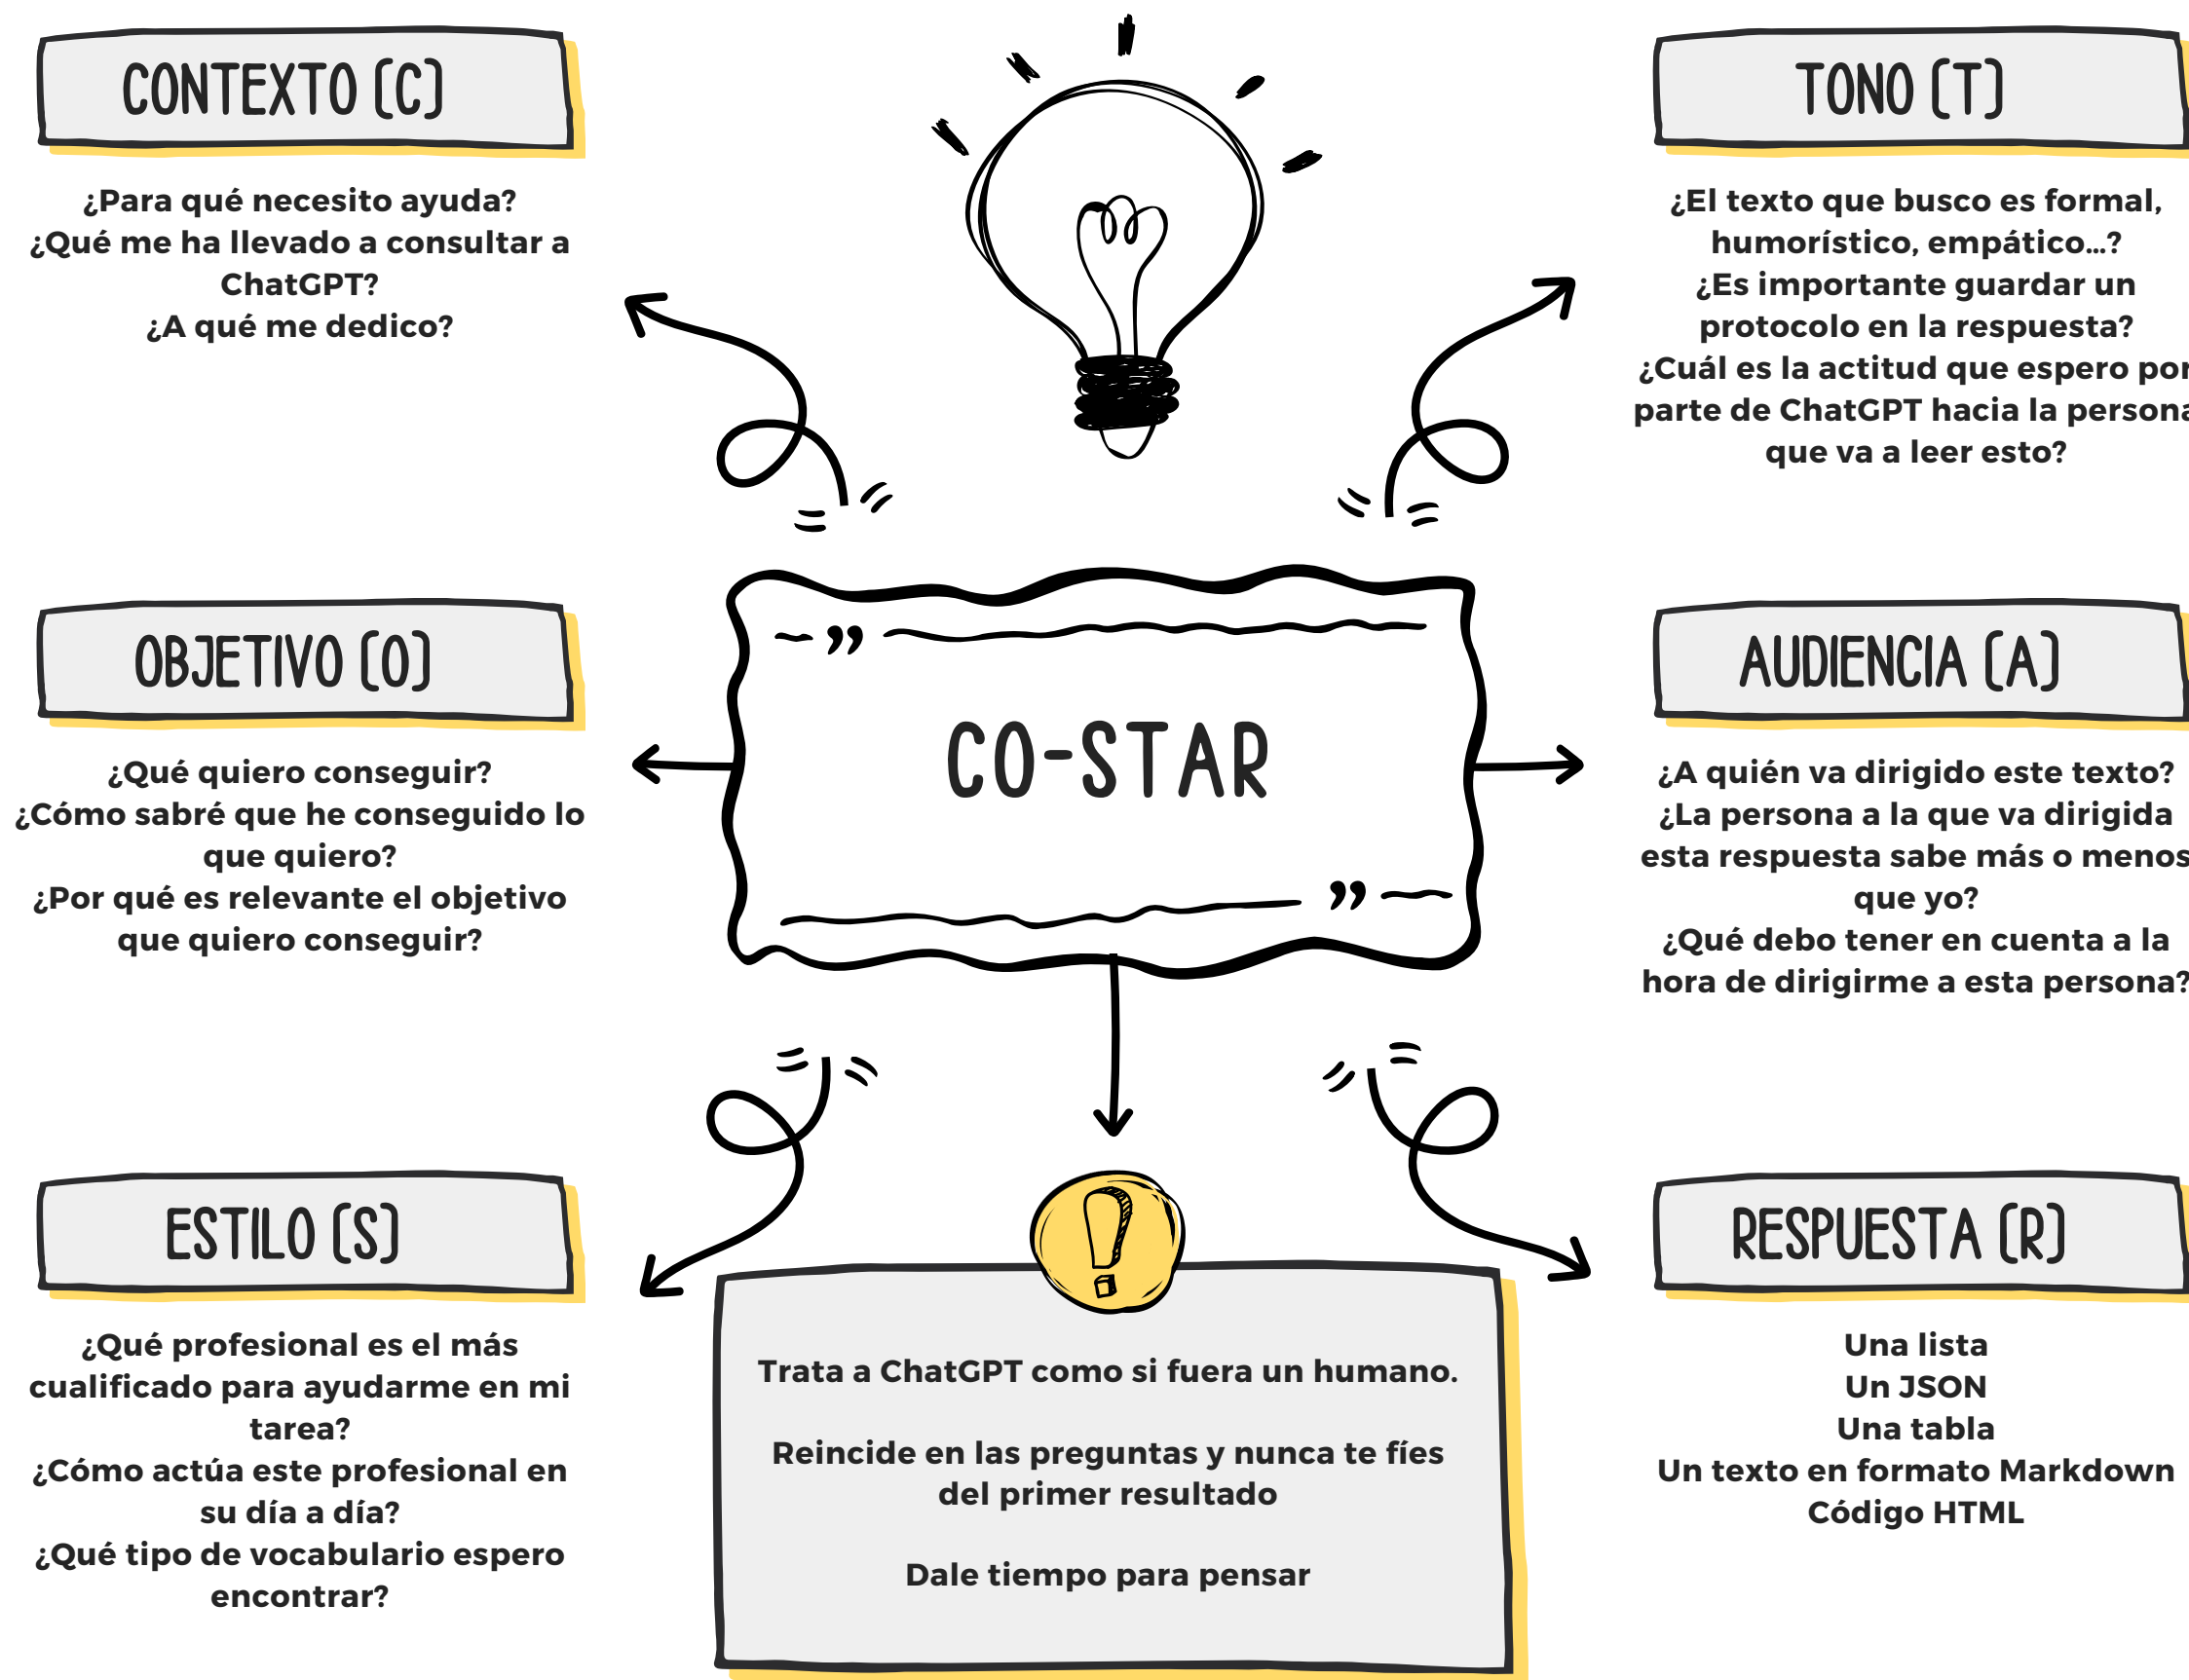 CONTEXTO (C)
¿Para qué necesito ayuda?
¿Qué me ha llevado a consultar a
ChatGPT?
¿A qué me dedico?
OBJETIVO (O)
¿Qué quiero conseguir?
¿Cómo sabré que he conseguido lo
que quiero?
¿Por qué es relevante el objetivo
que quiero conseguir?
ESTILO (S)
¿Qué profesional es el más
cualificado para ayudarme en mi
tarea?
¿Cómo actúa este profesional en
su día a día?
¿Qué tipo de vocabulario espero
encontrar?
CO-STAR
Trata a ChatGPT como si fuera un humano.
Reincide en las preguntas y nunca te fíes
del primer resultado
Dale tiempo para pensar
TONO (T)
¿El texto que busco es formal,
humorístico, empático...?
¿Es importante guardar un
protocolo en la respuesta?
¿Cuál es la actitud que espero por
parte de ChatGPT hacia la persona
que va a leer esto?
AUDIENCIA (A)
¿A quién va dirigido este texto?
¿La persona a la que va dirigida
esta respuesta sabe más o menos
que yo?
¿Qué debo tener en cuenta a la
hora de dirigirme a esta persona?
RESPUESTA (R)
Una lista
Un JSON
Una tabla
Un texto en formato Markdown
Código HTML